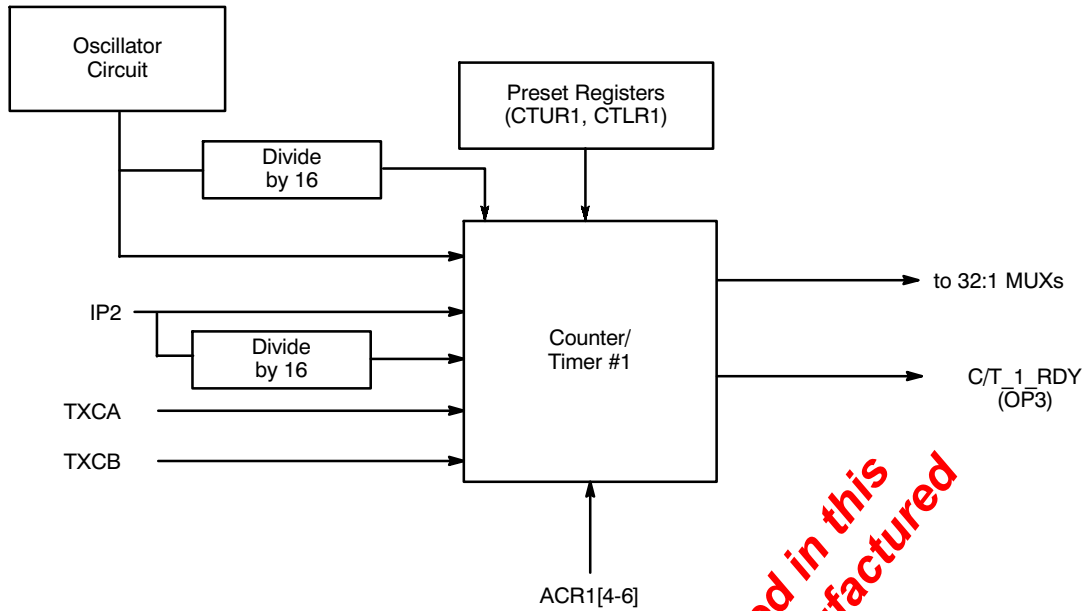 Oscillator
Circuit
Preset Registers
(CTUR1, CTLR1)
Divide
by 16
IP2
Divide
by 16
TXCA
TXCB
Counter/
Timer #1
to 32:1 MUXs
C/T_1_RDY
(OP3)
ACR1[4-6]
in this